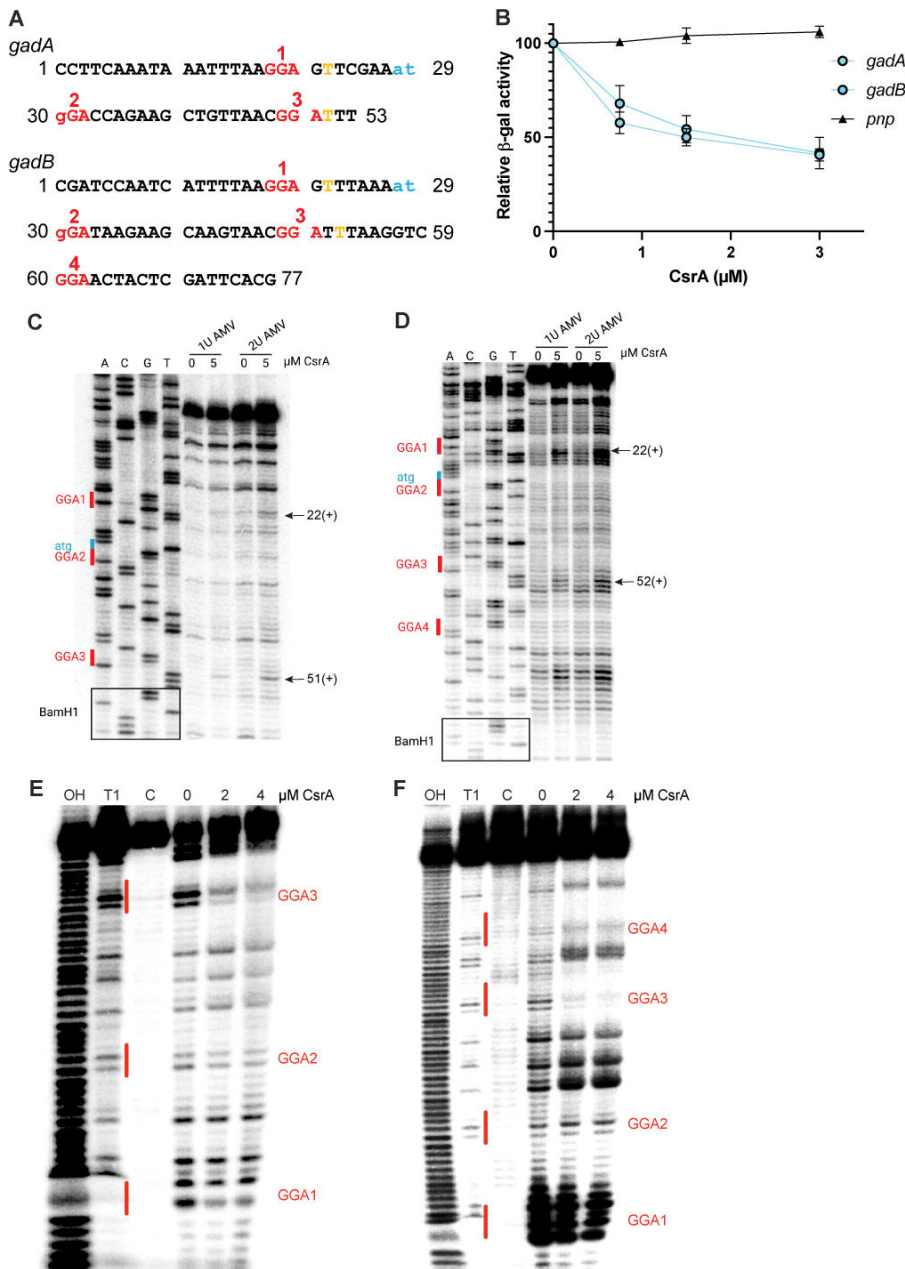 A
gadA
1
1 CCTTCAAATA AATTTAAGGA GTTCGAAat 29
2 3
30 gGACCAGAAG CTGTTAACGG ATTT 53
gadB
1
1 CGATCCAATC ATTTTAAGGA GTTTAAAat 29
2 3
30 gGATAAGAAG CAAGTAACGG ATTTAAGGTC 59
4
60 GGAACTACTC GATTCACG 77
B
Relative β-gal activity
100
50
0
0 1 2 3
CsrA (µM)
gadA
gadB
pnp
C
1U AMV 2U AMV
A C G T 0 5 0 5 µM CsrA
GGA1
22(+)
atg
GGA2
GGA3
51(+)
BamH1
D
1U AMV 2U AMV
A C G T 0 5 0 5 µM CsrA
GGA1
22(+)
atg
GGA2
GGA3
52(+)
GGA4
BamH1
E
OH T1 C 0 2 4 µM CsrA
GGA3
GGA2
GGA1
F
OH T1 C 0 2 4 µM CsrA
GGA4
GGA3
GGA2
GGA1